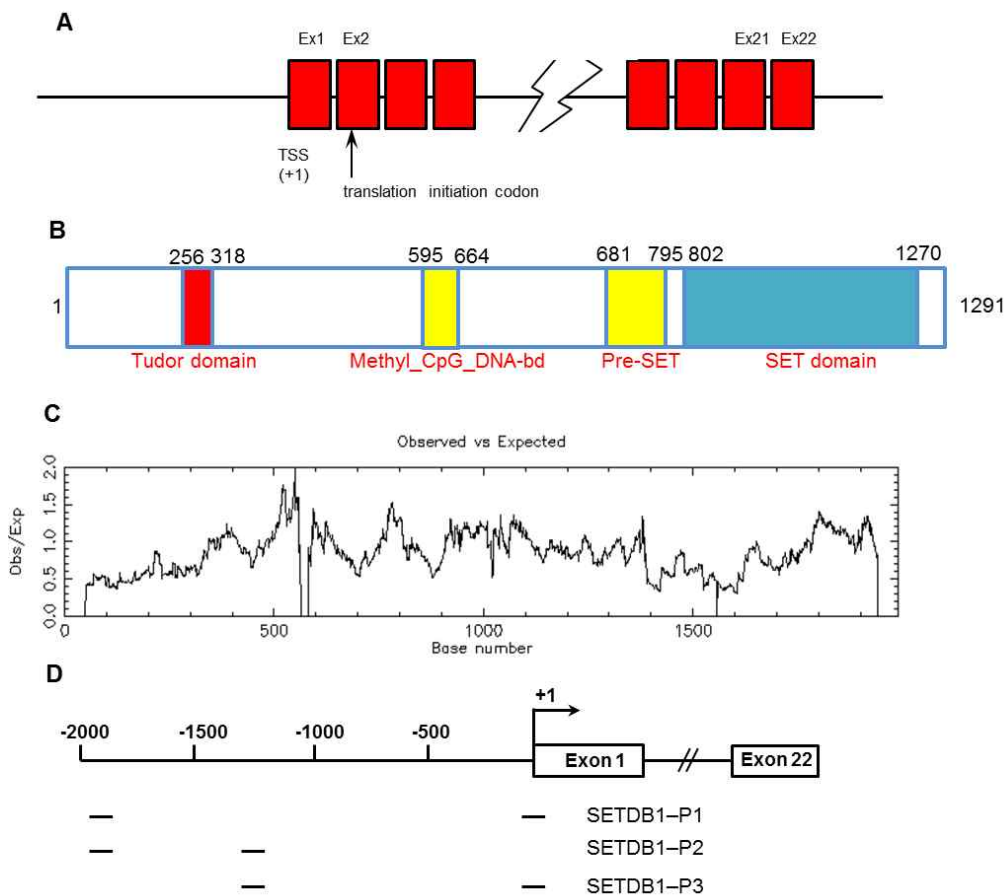 A
Ex1 Ex2 Ex21 Ex22
TSS
(+1)
translation initiation codon
B
256 318 595 664 681 795 802 1270
1 1291
Tudor domain Methyl_CpG_DNA-bd Pre-SET SET domain
C
Observed vs Expected
Obs/Exp
2.0
1.5
1.0
0.5
0.0
0 500 1000 1500
Base number
D
+1
-2000 -1500 -1000 -500
Exon 1 Exon 22
SETDB1–P1
SETDB1–P2
SETDB1–P3